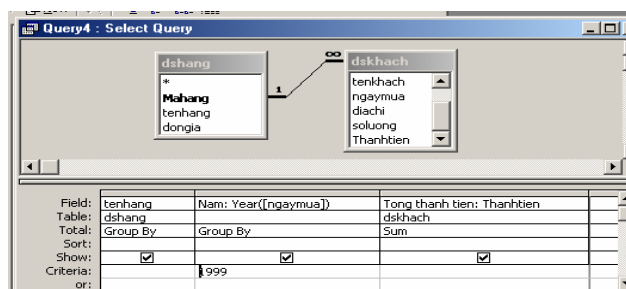 Query4 : Select Query
dshang
*
Mahang
tenhang
dongia
1
∞
dskhach
tenkhach
ngaymua
diachi
soluong
Thanhtien
Field: tenhang Nam: Year([ngaymua]) Tong thanh tien: Thanhtien
Table: dshang dskhach
Total: Group By Group By Sum
Sort:
Show:
Criteria: 1999
or: